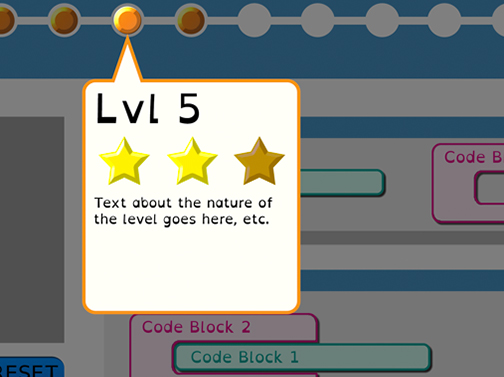 Lvl 5
Text about the nature of
the level goes here, etc.
Code B
Code Block 2
Code Block 1
RESET